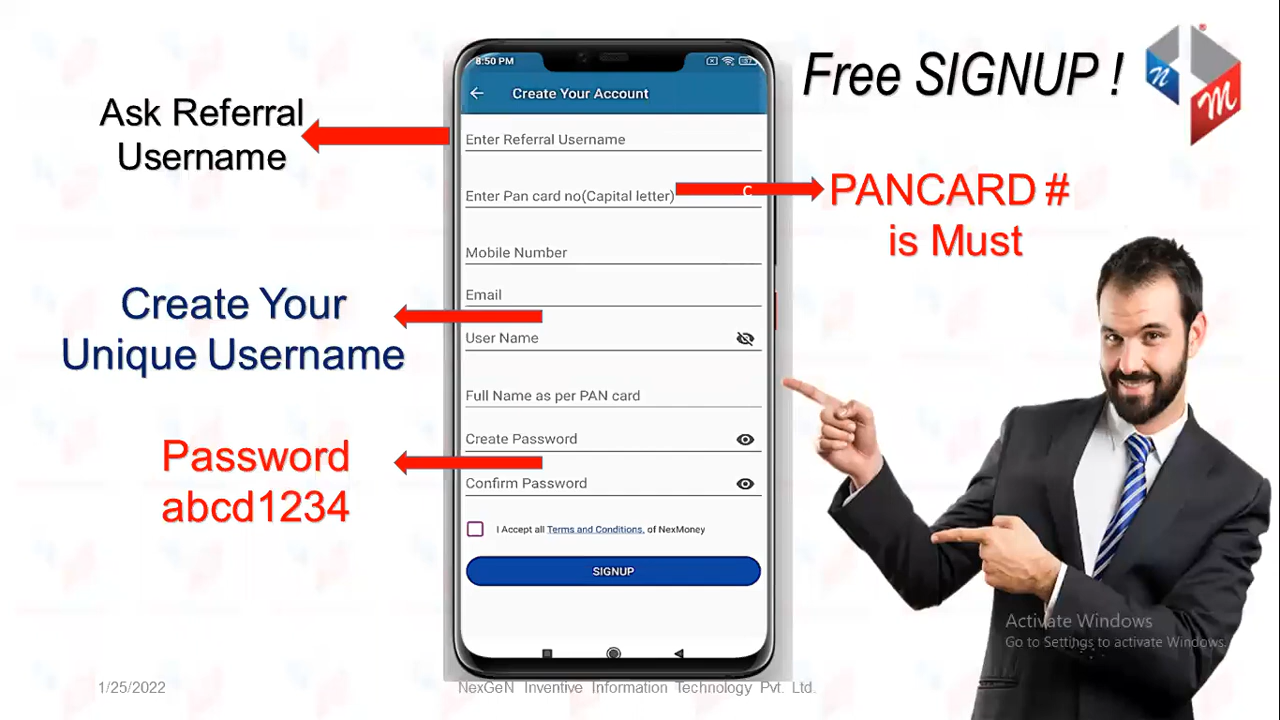 Free SIGNUP !
n
m
Ask Referral
Username
Create Your
Unique Username
Password
abcd1234
8:50 PM
Create Your Account
Enter Referral Username
Enter Pan card no(Capital letter)
C
Mobile Number
Email
User Name
Full Name as per PAN card
Create Password
Confirm Password
I Accept all Terms and Conditions, of NexMoney
SIGNUP
PANCARD #
is Must
Activate Windows
Go to Settings to activate Windows.
1/25/2022
NexGeN Inventive Information Technology Pvt. Ltd.